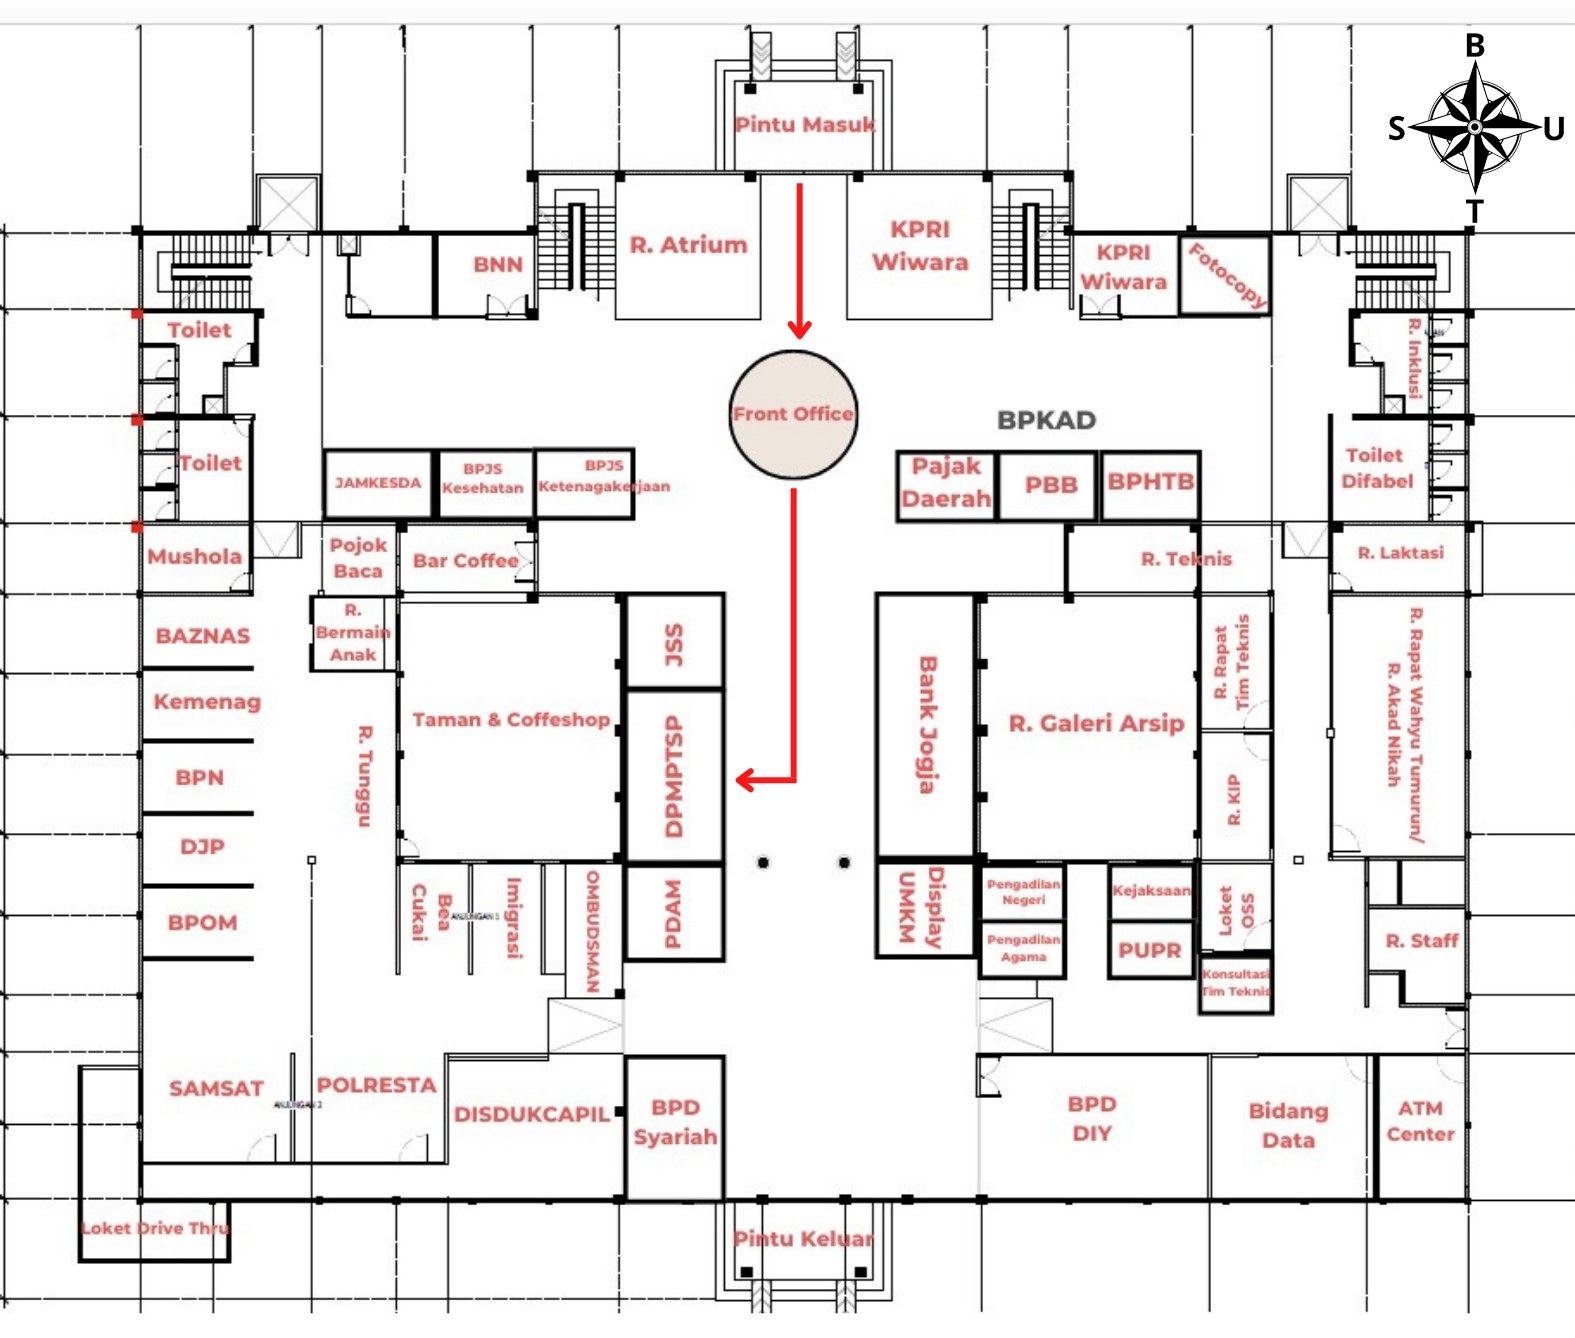 B
S
U
T
Pintu Masuk
R. Atrium
KPRI
Wiwara
BNN
KPRI
Wiwara
Fotocopy
Toilet
R. Inklusi
Front Office
BPKAD
Toilet
JAMKESDA
BPJS
Kesehatan
BPJS
Ketenagakerjaan
Pajak
Daerah
PBB
BPHTB
Toilet
Difabel
Mushola
Pojok
Baca
Bar Coffee
R. Teknis
R. Laktasi
BAZNAS
R.
Bermain
Anak
JSS
Kemenag
R. Tunggu
Taman & Coffeshop
DPMPTSP
Bank Jogja
R. Galeri Arsip
R. Rapat
Tim Teknis
R. Rapat Wahyu Tumurun/
R. Akad Nikah
BPN
R. KIP
DJP
BPOM
Bea
Cukai
ANJUNGAN 1
Imigrasi
OMBUDSMAN
PDAM
Display
UMKM
Pengadilan
Negeri
Kejaksaan
Loket
OSS
Pengadilan
Agama
PUPR
R. Staff
Konsultasi
Tim Teknis
SAMSAT
ANJUNGAN 2
POLRESTA
DISDUKCAPIL
BPD
Syariah
BPD
DIY
Bidang
Data
ATM
Center
Loket Drive Thru
Pintu Keluar